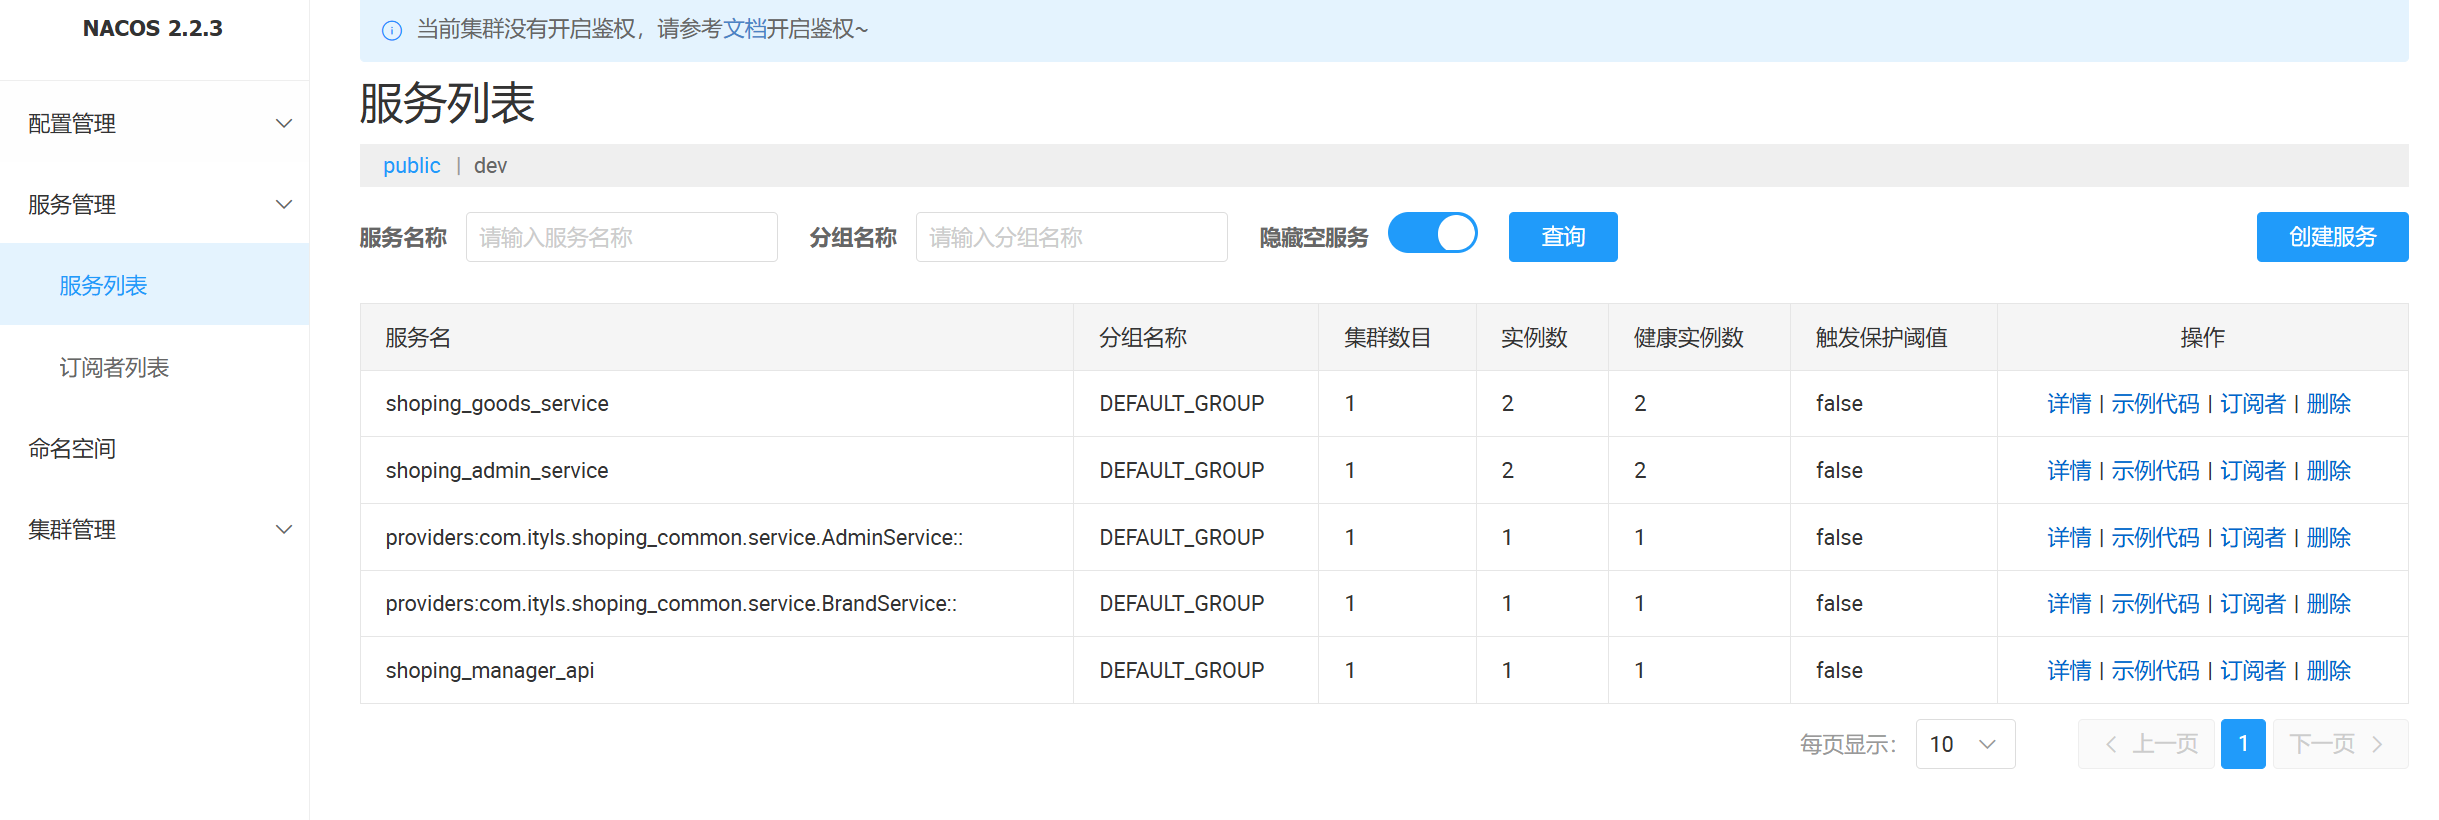 NACOS 2.2.3
配置管理
服务管理
服务列表
订阅者列表
命名空间
集群管理
当前集群没有开启鉴权，请参考文档开启鉴权~
服务列表
public | dev
服务名称 请输入服务名称 分组名称 请输入分组名称 隐藏空服务 查询 创建服务
服务名 分组名称 集群数目 实例数 健康实例数 触发保护阈值 操作
shoping_goods_service DEFAULT_GROUP 1 2 2 false 详情 | 示例代码 | 订阅者 | 删除
shoping_admin_service DEFAULT_GROUP 1 2 2 false 详情 | 示例代码 | 订阅者 | 删除
providers:com.ityls.shoping_common.service.AdminService:: DEFAULT_GROUP 1 1 1 false 详情 | 示例代码 | 订阅者 | 删除
providers:com.ityls.shoping_common.service.BrandService:: DEFAULT_GROUP 1 1 1 false 详情 | 示例代码 | 订阅者 | 删除
shoping_manager_api DEFAULT_GROUP 1 1 1 false 详情 | 示例代码 | 订阅者 | 删除
每页显示： 10 上一页 1 下一页